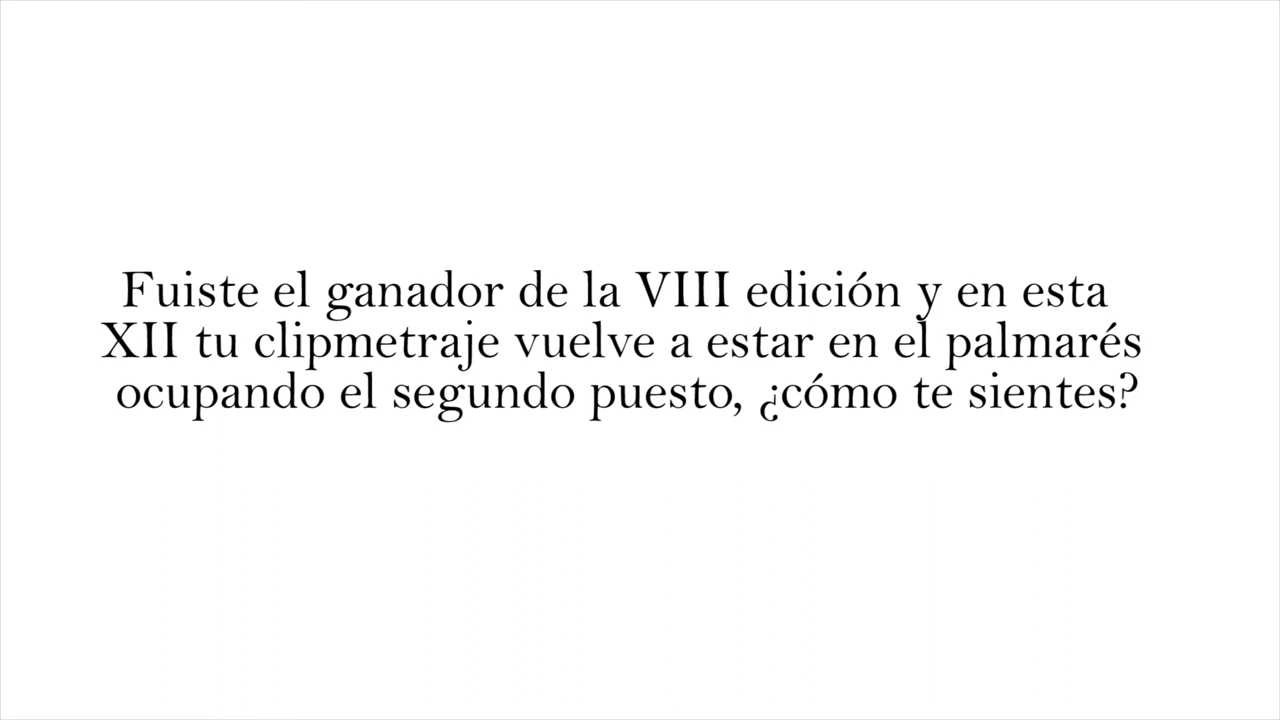 Fuiste el ganador de la VIII edición y en esta
XII tu clipmetraje vuelve a estar en el palmarés
ocupando el segundo puesto, ¿cómo te sientes?